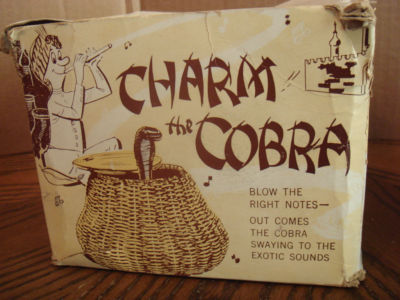 CHARM
the COBRA
BLOW THE
RIGHT NOTES—
OUT COMES
THE COBRA
SWAYING TO THE
EXOTIC SOUNDS